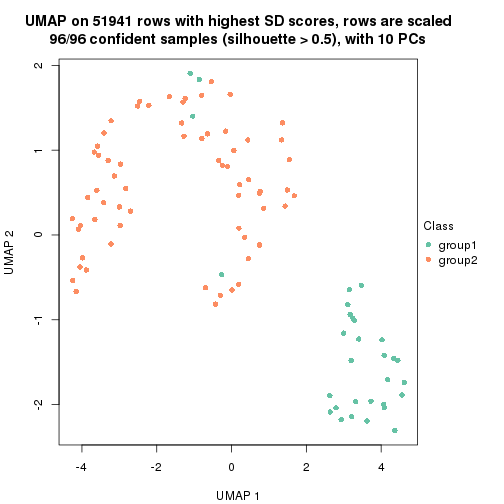 UMAP on 51941 rows with highest SD scores, rows are scaled
96/96 confident samples (silhouette > 0.5), with 10 PCs
2
1
0
-1
-2
UMAP 2
-4
-2
0
2
4
UMAP 1
Class
group1
group2